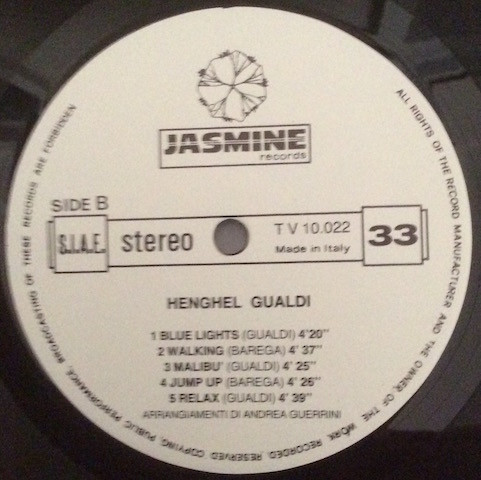 JASMINE
records
SIDE B
S.I.A.E.
stereo
TV 10.022
Made in Italy
33
HENGHEL GUALDI
1 BLUE LIGHTS (GUALDI) 4'20"
2 WALKING (BAREGA) 4' 37"
3 MALIBU' (GUALDI) 4' 25"
4 JUMP UP (BAREGA) 4' 26"
5 RELAX (GUALDI) 4' 39"
ARRANGIAMENTI DI ANDREA GUERRINI
ALL RIGHTS OF THE RECORD MANUFACTURER AND THE OWNER, OF THE WORK RECORDED, RESERVED COPYING, PUBLIC PERFORMANCE, BROADCASTING OF THERE RECORDS ARE FORBIDDEN